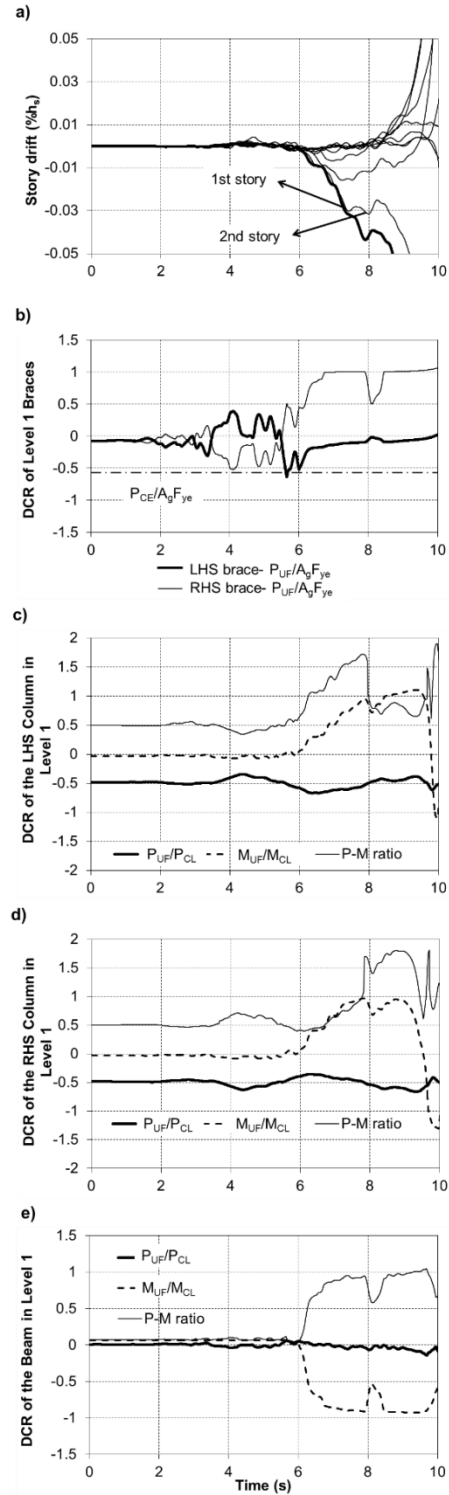 a)
0.05
0.03
0.01
-0.01
-0.03
-0.05
Story drift (%hs)
1st story
2nd story
0 2 4 6 8 10
b)
1.5
1
0.5
0
-0.5
-1
-1.5
DCR of Level 1 Braces
PCE/AgFye
0 2 4 6 8 10
LHS brace- PUF/AgFye
RHS brace- PUF/AgFye
c)
2
1.5
1
0.5
0
-0.5
-1
-1.5
-2
DCR of the LHS Column in
Level 1
PUF/PCL MUF/MCL P-M ratio
0 2 4 6 8 10
d)
2
1.5
1
0.5
0
-0.5
-1
-1.5
-2
DCR of the RHS Column in
Level 1
PUF/PCL MUF/MCL P-M ratio
0 2 4 6 8 10
e)
1.5
1
0.5
0
-0.5
-1
-1.5
DCR of the Beam in Level 1
PUF/PCL
MUF/MCL
P-M ratio
0 2 4 6 8 10
Time (s)